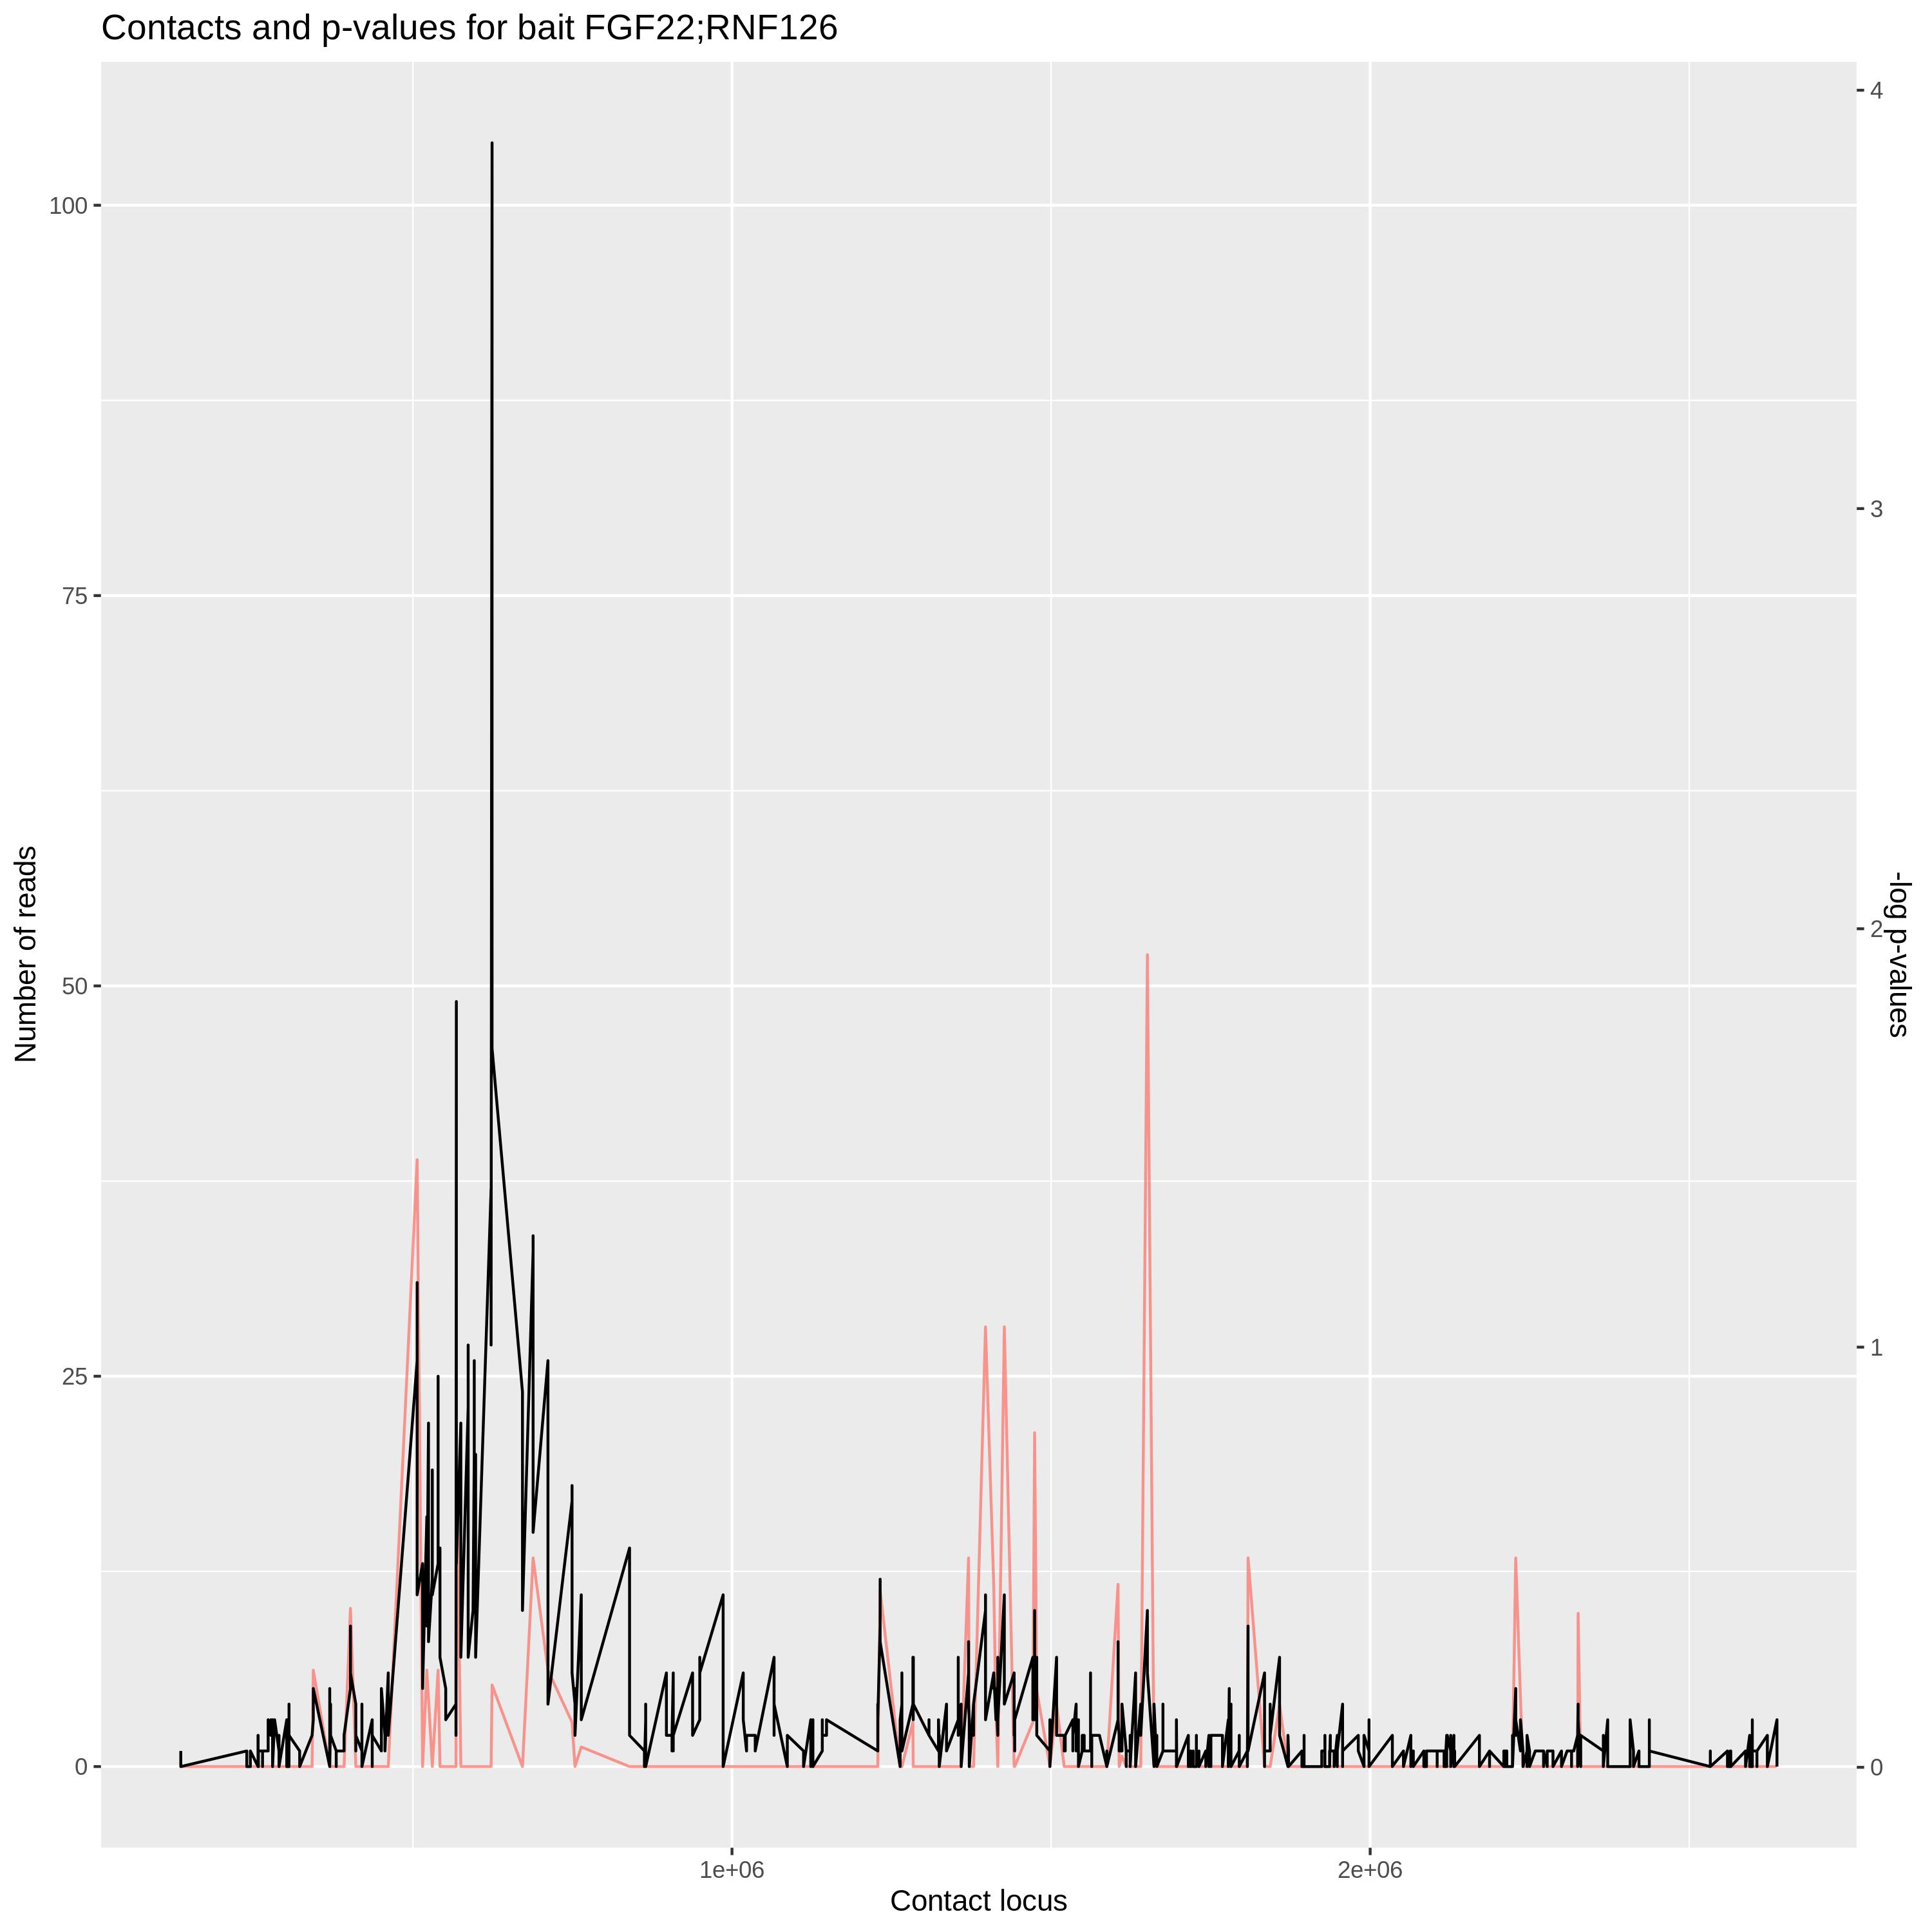 Contacts and p-values for bait FGF22;RNF126
Number of reads
100
75
50
25
0
4
3
2
1
0
-log p-values
1e+06
2e+06
Contact locus